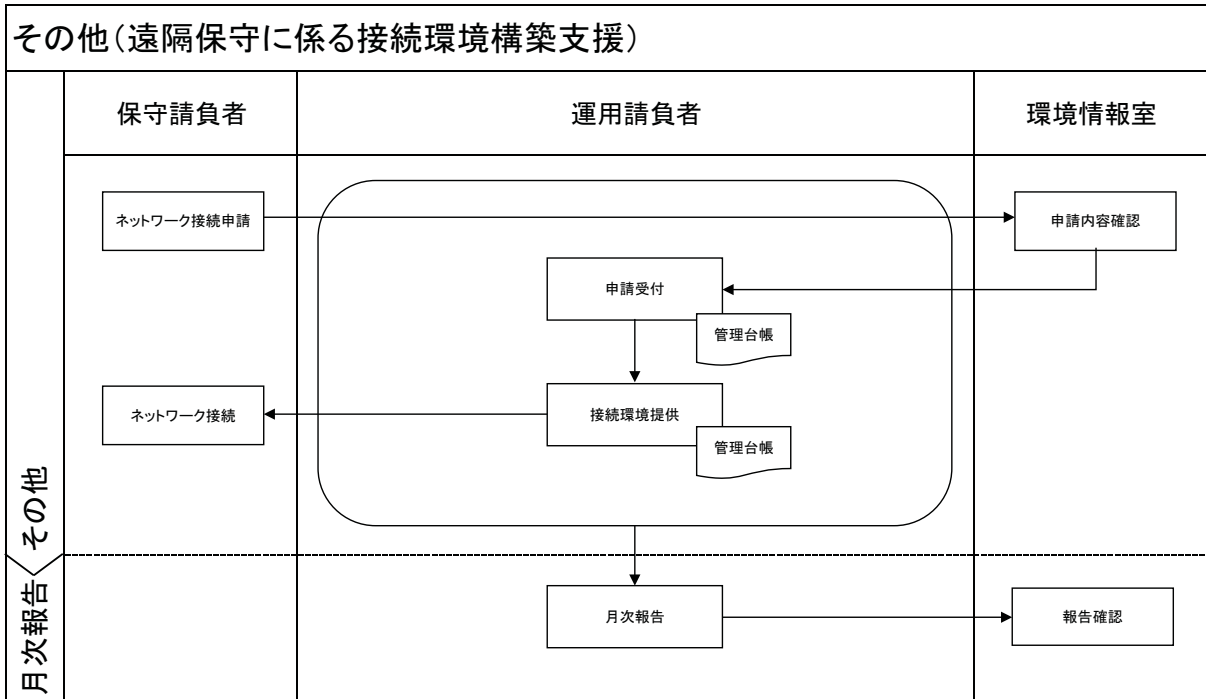 その他（遠隔保守に係る接続環境構築支援）
保守請負者
運用請負者
環境情報室
ネットワーク接続申請
申請内容確認
申請受付
管理台帳
ネットワーク接続
接続環境提供
管理台帳
その他
月次報告
月次報告
報告確認